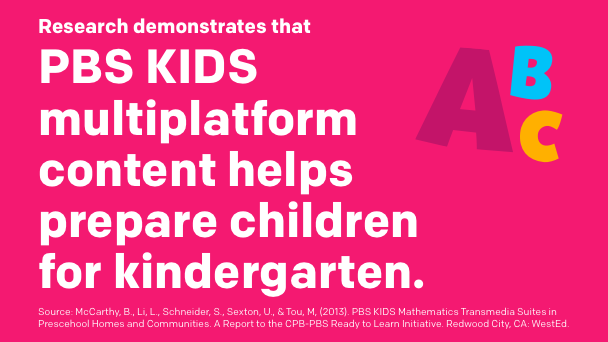 Research demonstrates that
PBS KIDS
multiplatform
content helps
prepare children
for kindergarten.
A
B
C
Source: McCarthy, B., Li, L., Schneider, S., Sexton, U., & Tou, M, (2013). PBS KIDS Mathematics Transmedia Suites in
Prescehool Homes and Communities. A Report to the CPB-PBS Ready to Learn Initiative. Redwood City, CA: WestEd.